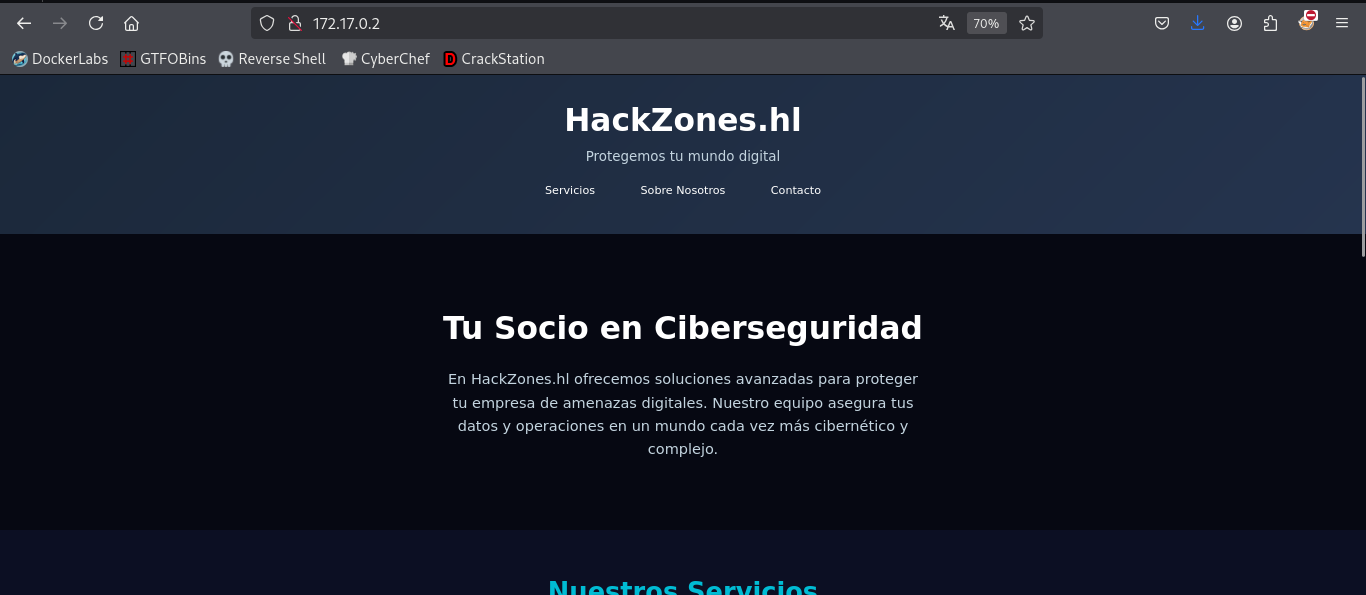 172.17.0.2
70%
DockerLabs GTFOBins Reverse Shell CyberChef CrackStation
HackZones.hl
Protegemos tu mundo digital
Servicios Sobre Nosotros Contacto
Tu Socio en Ciberseguridad
En HackZones.hl ofrecemos soluciones avanzadas para proteger
tu empresa de amenazas digitales. Nuestro equipo asegura tus
datos y operaciones en un mundo cada vez más cibernético y
complejo.
Nuestros Servicios